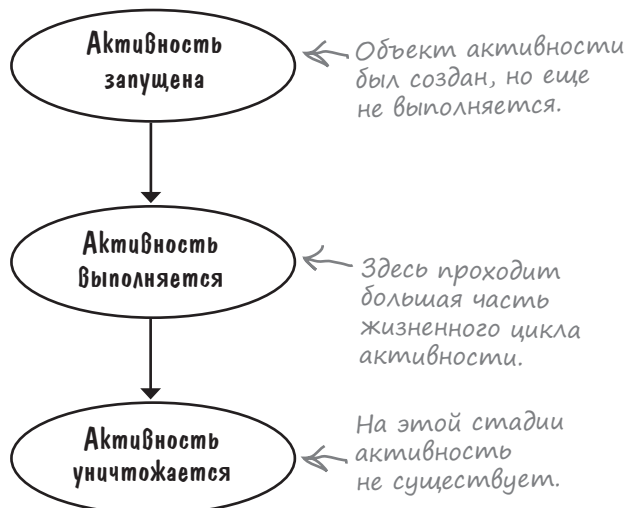 Активность
запущена
Объект активности
был создан, но еще
не выполняется.
Активность
выполняется
Здесь проходит
большая часть
жизненного цикла
активности.
Активность
уничтожается
На этой стадии
активность
не существует.